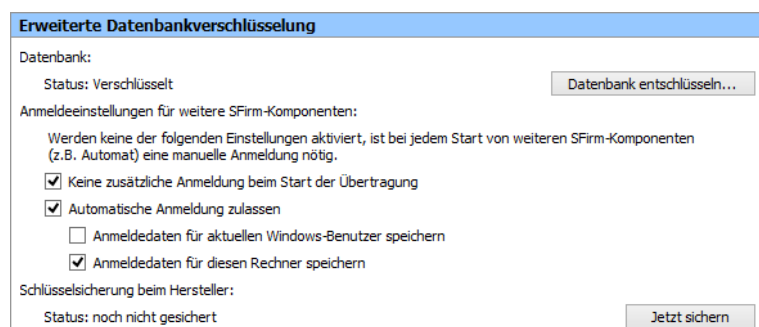 Erweiterte Datenbankverschlüsselung
Datenbank:
Status: Verschlüsselt
Datenbank entschlüsseln...
Anmeldeeinstellungen für weitere SFirm-Komponenten:
Werden keine der folgenden Einstellungen aktiviert, ist bei jedem Start von weiteren SFirm-Komponenten
(z.B. Automat) eine manuelle Anmeldung nötig.
Keine zusätzliche Anmeldung beim Start der Übertragung
Automatische Anmeldung zulassen
Anmeldedaten für aktuellen Windows-Benutzer speichern
Anmeldedaten für diesen Rechner speichern
Schlüsselsicherung beim Hersteller:
Status: noch nicht gesichert
Jetzt sichern